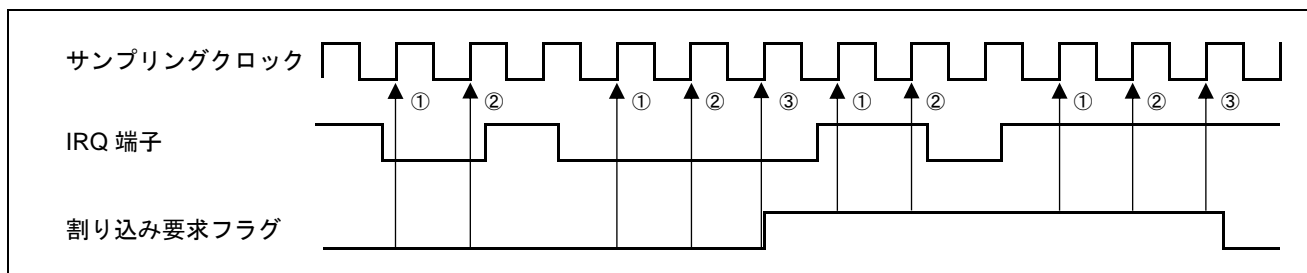 サンプリングクロック
① ② ① ② ③ ① ② ① ② ③
IRQ 端子
割り込み要求フラグ